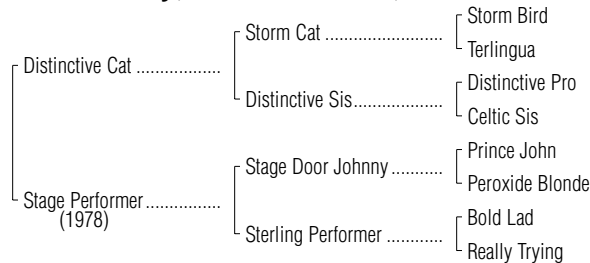 Storm Bird
Storm Cat ........................
Terlingua
Distinctive Cat .................
Distinctive Pro
Distinctive Sis..................
Celtic Sis
Prince John
Stage Door Johnny ...........
Peroxide Blonde
Stage Performer...............
(1978)
Bold Lad
Sterling Performer ............
Really Trying